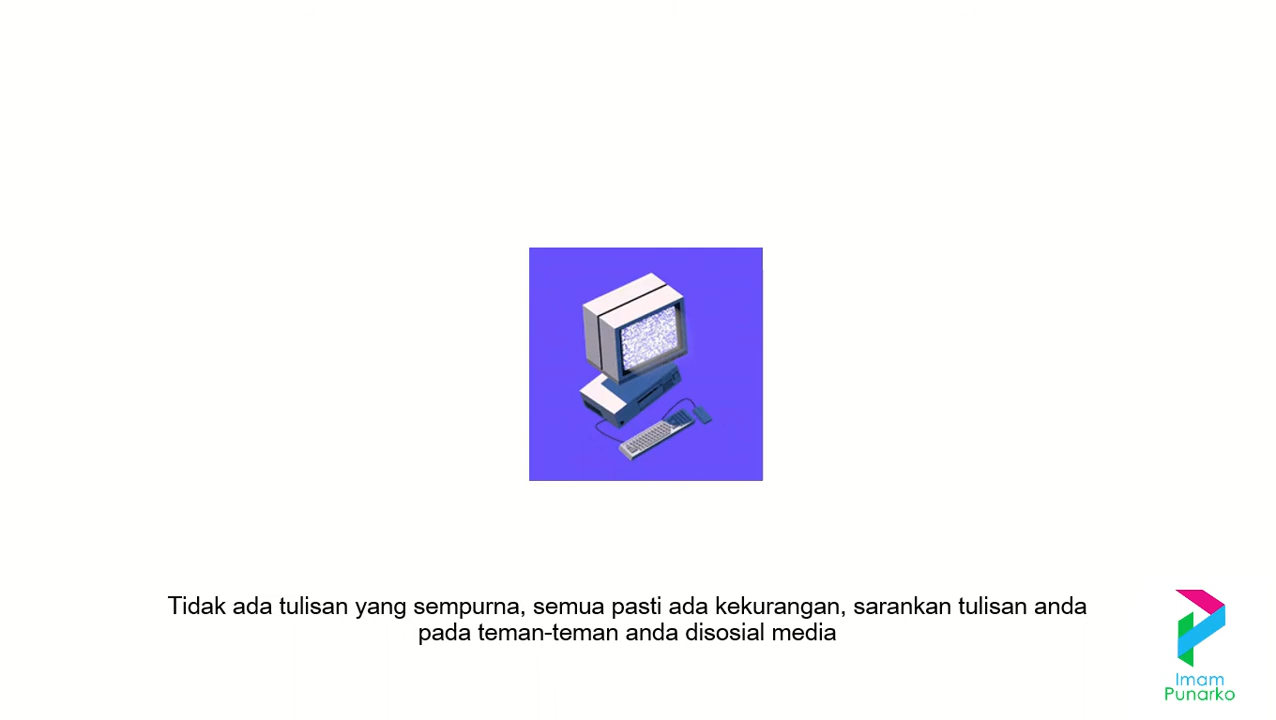 Tidak ada tulisan yang sempurna, semua pasti ada kekurangan, sarankan tulisan anda
pada teman-teman anda disosial media
Imam
Punarko